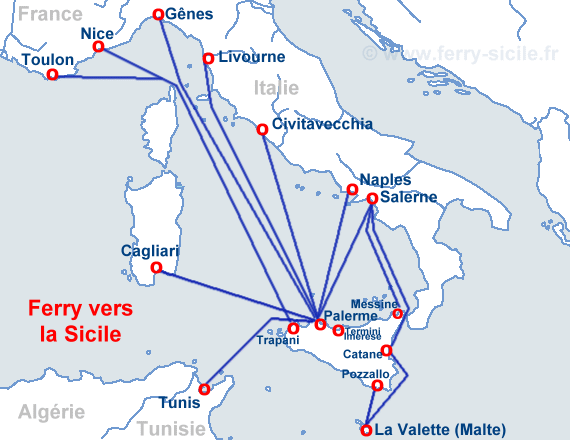 France
Gênes
Nice
Toulon
Livourne
© www.ferry-sicile.fr
Italie
Civitavecchia
Naples
Salerne
Cagliari
Ferry vers
la Sicile
Messine
Palerme
Termini
Imerese
Trapani
Catane
Pozzallo
Tunis
Algérie
Tunisie
La Valette (Malte)